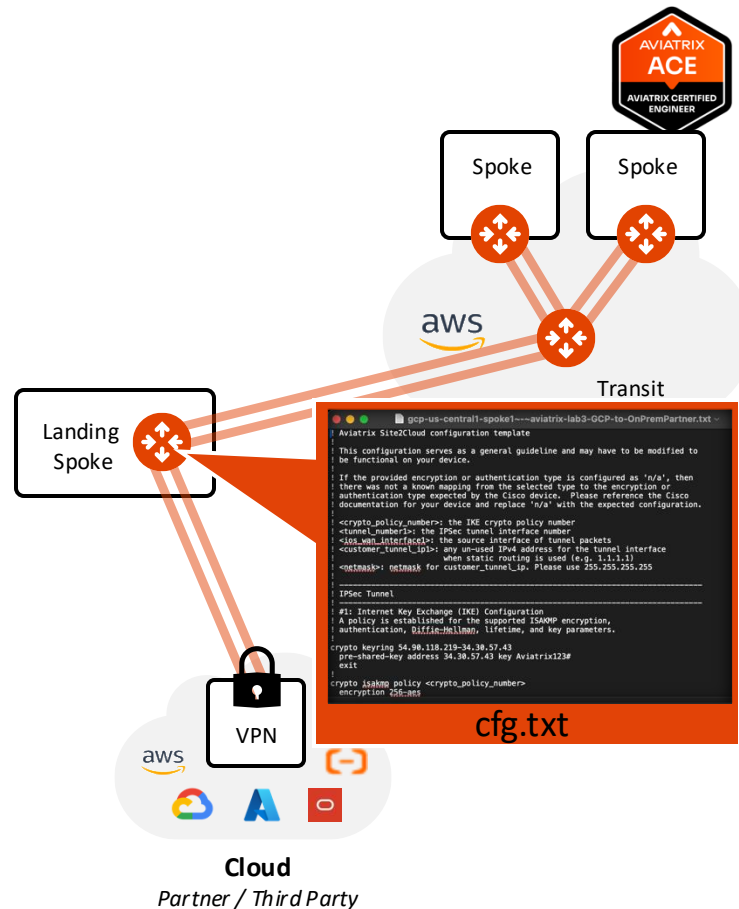 AVIATRIX
ACE
AVIATRIX CERTIFIED
ENGINEER
Spoke
Spoke
aws
Transit
Landing
Spoke
gcp-us-central1-spoke1~-~aviatrix-lab3-GCP-to-OnPremPartner.txt
! Aviatrix Site2Cloud configuration template
!
! This configuration serves as a general guideline and may have to be modified to
! be functional on your device.
!
! If the provided encryption or authentication type is configured as 'n/a', then
! there was not a known mapping from the selected type to the encryption or
! authentication type expected by the Cisco device. Please reference the Cisco
! documentation for your device and replace 'n/a' with the expected configuration.
!
! <crypto_policy_number>: the IKE crypto policy number
! <tunnel_number1>: the IPSec tunnel interface number
! <ios_wan_interface1>: the source interface of tunnel packets
! <customer_tunnel_ip1>: any un-used IPv4 address for the tunnel interface
! when static routing is used (e.g. 1.1.1.1)
! <netmask>: netmask for customer_tunnel_ip. Please use 255.255.255.255
!
! IPSec Tunnel
! #1: Internet Key Exchange (IKE) Configuration
! A policy is established for the supported ISAKMP encryption,
! authentication, Diffie-Hellman, lifetime, and key parameters.
!
crypto keyring 54.90.118.219-34.30.57.43
pre-shared-key address 34.30.57.43 key Aviatrix123#
exit
!
crypto isakmp policy <crypto_policy_number>
encryption 256-aes
cfg.txt
VPN
aws
Cloud
Partner / Third Party